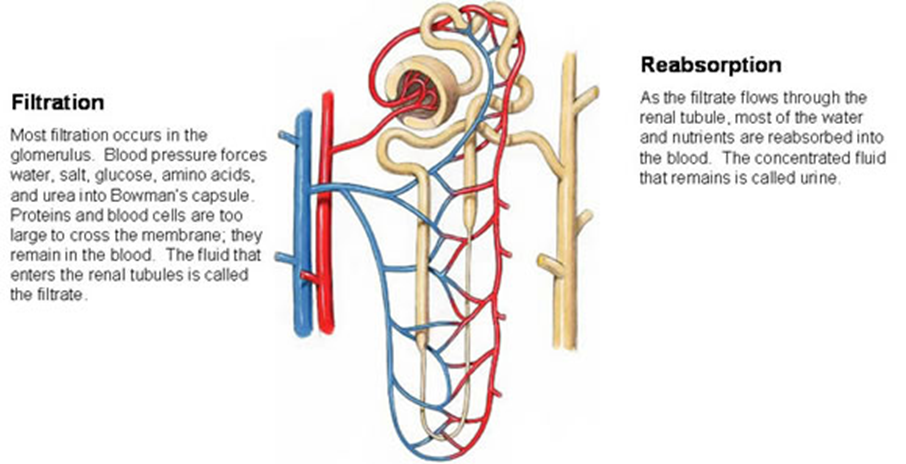 Filtration
Most filtration occurs in the
glomerulus. Blood pressure forces
water, salt, glucose, amino acids,
and urea into Bowman's capsule.
Proteins and blood cells are too
large to cross the membrane; they
remain in the blood. The fluid that
enters the renal tubules is called
the filtrate.
Reabsorption
As the filtrate flows through the
renal tubule, most of the water
and nutrients are reabsorbed into
the blood. The concentrated fluid
that remains is called urine.